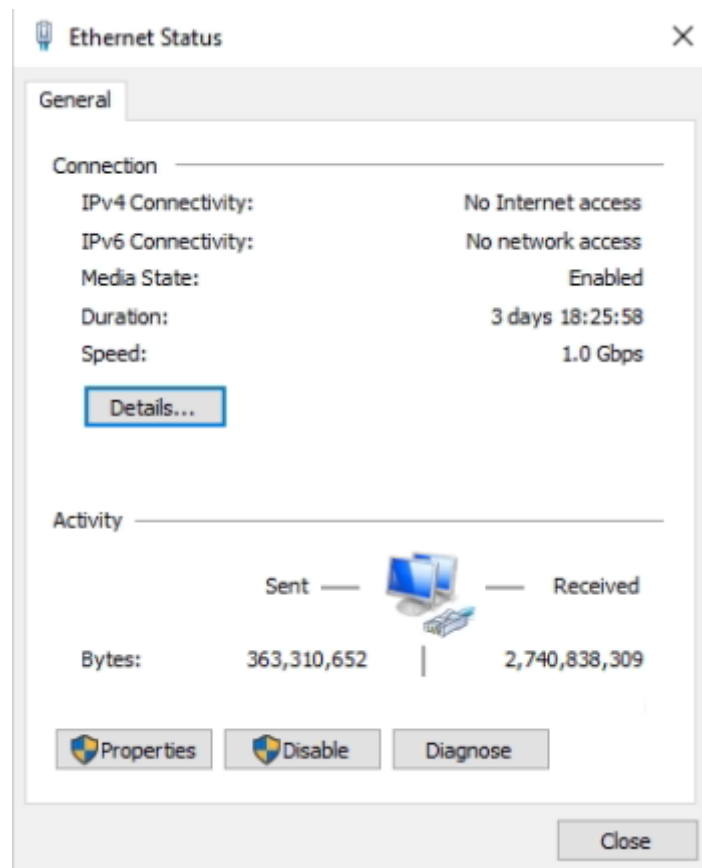 Ethernet Status
General
Connection
IPv4 Connectivity: No Internet access
IPv6 Connectivity: No network access
Media State: Enabled
Duration: 3 days 18:25:58
Speed: 1.0 Gbps
Details...
Activity
Sent Received
Bytes: 363,310,652 2,740,838,309
Properties Disable Diagnose
Close